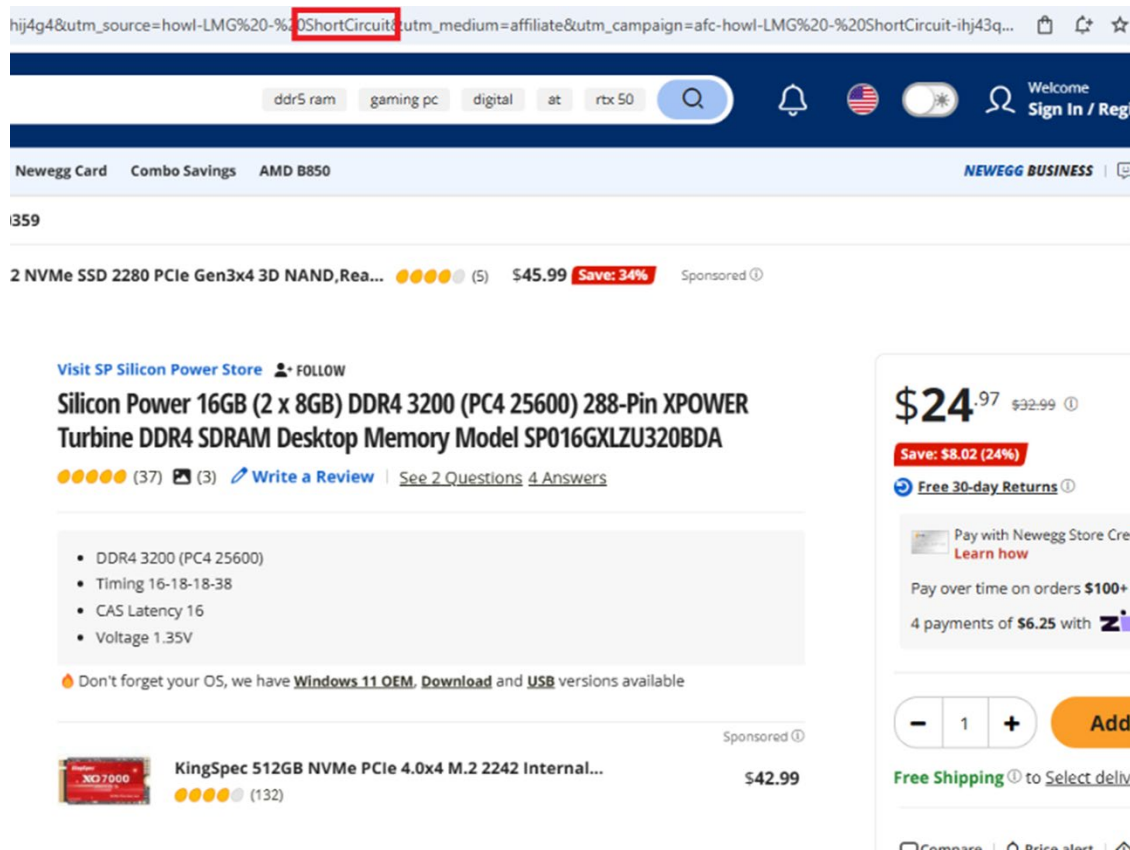 hij4g4&utm_source=howl-LMG%20-%20ShortCircuit&utm_medium=affiliate&utm_campaign=afc-howl-LMG%20-%20ShortCircuit-ihj43q...
ddr5 ram gaming pc digital at rtx 50
Welcome
Sign In / Regi
Newegg Card Combo Savings AMD B850 NEWEGG BUSINESS
359
2 NVMe SSD 2280 PCIe Gen3x4 3D NAND,Rea... (5) $45.99 Save: 34% Sponsored
Visit SP Silicon Power Store FOLLOW
Silicon Power 16GB (2 x 8GB) DDR4 3200 (PC4 25600) 288-Pin XPOWER
Turbine DDR4 SDRAM Desktop Memory Model SP016GXLZU320BDA
(37) (3) Write a Review See 2 Questions 4 Answers
• DDR4 3200 (PC4 25600)
• Timing 16-18-18-38
• CAS Latency 16
• Voltage 1.35V
Don't forget your OS, we have Windows 11 OEM, Download and USB versions available
Sponsored
KingSpec 512GB NVMe PCIe 4.0x4 M.2 2242 Internal...
XG7000
(132)
$42.99
$24.97 $32.99
Save: $8.02 (24%)
Free 30-day Returns
Pay with Newegg Store Cre
Learn how
Pay over time on orders $100+
4 payments of $6.25 with Zi
− 1 + Add
Free Shipping to Select deliv
Compare Price alert